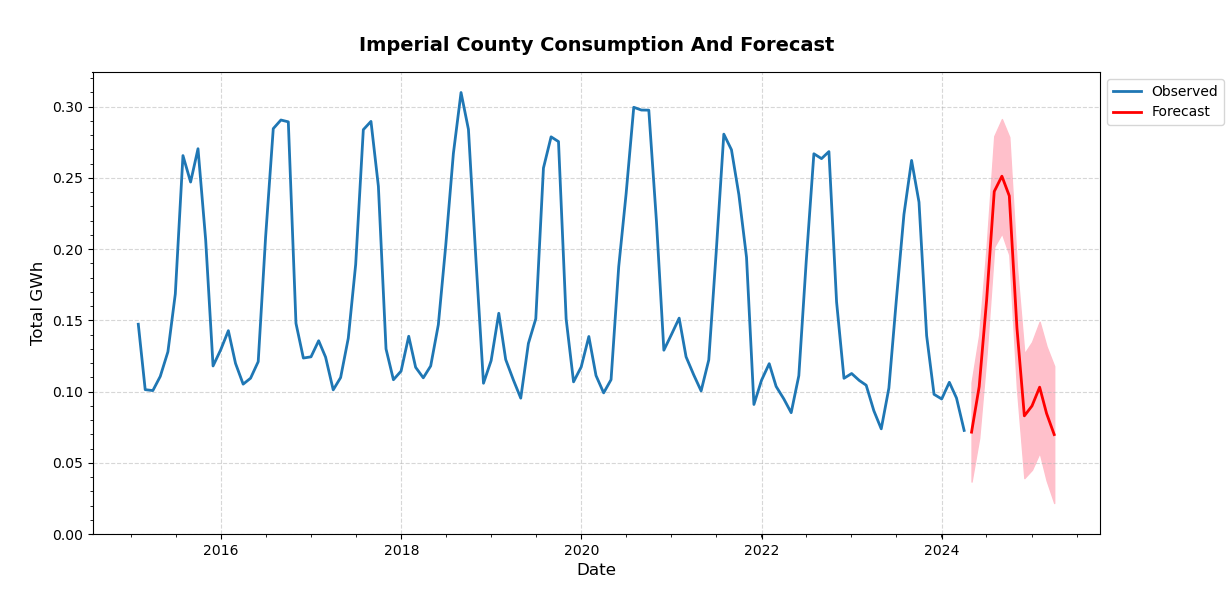 Imperial County Consumption And Forecast
Observed
Forecast
Total GWh
0.30
0.25
0.20
0.15
0.10
0.05
0.00
2016 2018 2020 2022 2024
Date